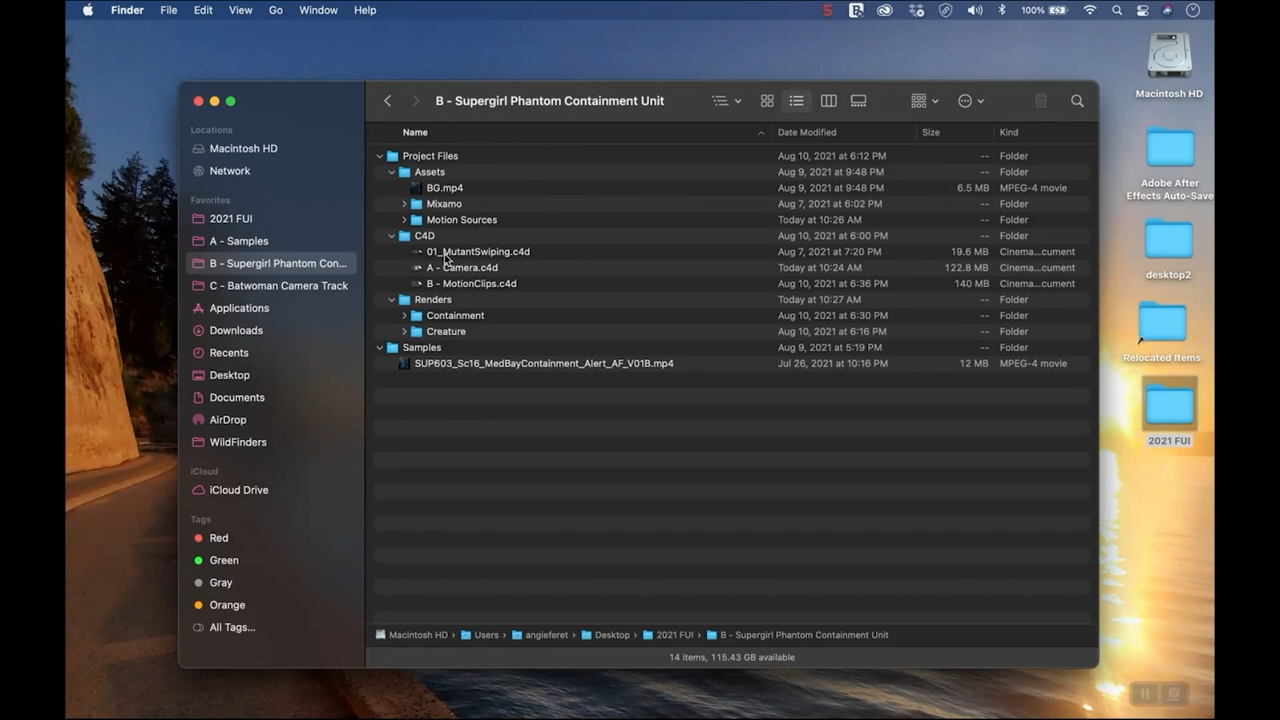 Finder File Edit View Go Window Help 100%
Macintosh HD
Adobe After
Effects Auto-Save
desktop2
Relocated Items
2021 FUI
B - Supergirl Phantom Containment Unit
Locations
Macintosh HD
Network
Favorites
2021 FUI
A - Samples
B - Supergirl Phantom Con...
C - Batwoman Camera Track
Applications
Downloads
Recents
Desktop
Documents
AirDrop
WildFinders
iCloud
iCloud Drive
Tags
Red
Green
Gray
Orange
All Tags...
Name Date Modified Size Kind
Project Files Aug 10, 2021 at 6:12 PM -- Folder
Assets Aug 9, 2021 at 9:48 PM -- Folder
BG.mp4 Aug 9, 2021 at 9:48 PM 6.5 MB MPEG-4 movie
Mixamo Aug 7, 2021 at 6:02 PM -- Folder
Motion Sources Today at 10:26 AM -- Folder
C4D Aug 10, 2021 at 6:00 PM -- Folder
01_MutantSwiping.c4d Aug 7, 2021 at 7:20 PM 19.6 MB Cinema...cument
A - Camera.c4d Today at 10:24 AM 122.8 MB Cinema...cument
B - MotionClips.c4d Aug 10, 2021 at 6:36 PM 140 MB Cinema...cument
Renders Today at 10:27 AM -- Folder
Containment Aug 10, 2021 at 6:30 PM -- Folder
Creature Aug 10, 2021 at 6:16 PM -- Folder
Samples Aug 9, 2021 at 5:19 PM -- Folder
SUP603_Sc16_MedBayContainment_Alert_AF_V01B.mp4 Jul 26, 2021 at 10:16 PM 12 MB MPEG-4 movie
Macintosh HD › Users › angieferet › Desktop › 2021 FUI › B - Supergirl Phantom Containment Unit
14 items, 115.43 GB available